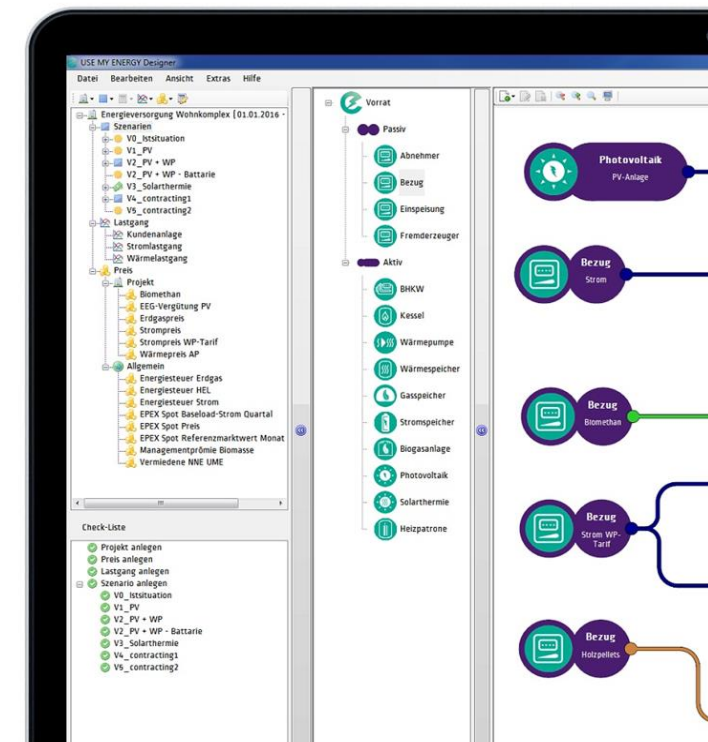 USE MY ENERGY Designer
Datei Bearbeiten Ansicht Extras Hilfe
Energieversorgung Wohnkomplex [01.01.2016 -
Szenarien
V0_Istsituation
V1_PV
V2_PV + WP
V2_PV + WP - Battarie
V3_Solarthermie
V4_contracting1
V5_contracting2
Lastgang
Kundenanlage
Stromlastgang
Wärmelastgang
Preis
Projekt
Biomethan
EEG-Vergütung PV
Erdgaspreis
Strompreis
Strompreis WP-Tarif
Wärmepreis AP
Allgemein
Energiesteuer Erdgas
Energiesteuer HEL
Energiesteuer Strom
EPEX Spot Baseload-Strom Quartal
EPEX Spot Preis
EPEX Spot Referenzmarktwert Monat
Managementprömie Biomasse
Vermiedene NNE UME
Check-Liste
Projekt anlegen
Preis anlegen
Lastgang anlegen
Szenario anlegen
V0_Istsituation
V1_PV
V2_PV + WP
V2_PV + WP - Battarie
V3_Solarthermie
V4_contracting1
V5_contracting2
Vorrat
Passiv
Abnehmer
Bezug
Einspeisung
Fremderzeuger
Aktiv
BHKW
Kessel
Wärmepumpe
Wärmespeicher
Gasspeicher
Stromspeicher
Biogasanlage
Photovoltaik
Solarthermie
Heizpatrone
Photovoltaik
PV-Anlage
Bezug
Strom
Bezug
Biomethan
Bezug
Strom WP-
Tarif
Bezug
Holzpellets